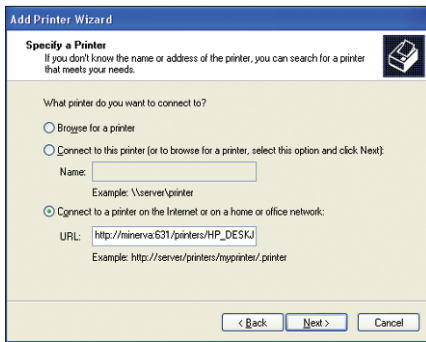 Add Printer Wizard
Specify a Printer
If you don't know the name or address of the printer, you can search for a printer
that meets your needs.
What printer do you want to connect to?
Browse for a printer
Connect to this printer (or to browse for a printer, select this option and click Next):
Name:
Example: \\server\printer
Connect to a printer on the Internet or on a home or office network:
URL: http://minerva:631/printers/HP_DESKJ
Example: http://server/printers/myprinter/.printer
< Back Next > Cancel